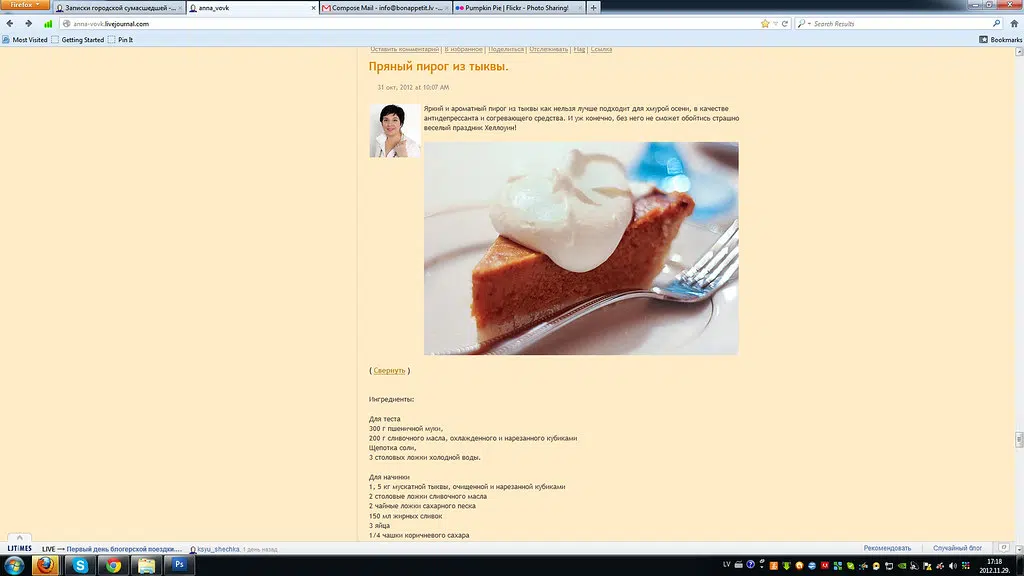 Firefox
Записки городской сумасшедшей -...
anna_vovk
Compose Mail - info@bonappetit.lv -...
Pumpkin Pie | Flickr - Photo Sharing!
anna-vovk.livejournal.com
Search Results
Most Visited
Getting Started
Pin It
Bookmarks
Оставить комментарий | В избранное | Поделиться | Отслеживать | Flag | Ссылка
Пряный пирог из тыквы.
31 окт, 2012 at 10:07 AM
Яркий и ароматный пирог из тыквы как нельзя лучше подходит для хмурой осени, в качестве
антидепрессанта и согревающего средства. И уж конечно, без него не сможет обойтись страшно
веселый праздник Хеллоуин!
( Свернуть )
Ингредиенты:
Для теста
300 г пшеничной муки,
200 г сливочного масла, охлажденного и нарезанного кубиками
Щепотка соли,
3 столовых ложки холодной воды.
Для начинки
1, 5 кг мускатной тыквы, очищенной и нарезанной кубиками
2 столовые ложки сливочного масла
2 чайные ложки сахарного песка
150 мл жирных сливок
3 яйца
1/4 чашки коричневого сахара
LJTIMES
LIVE — Первый день блогерской поездки....
ksyu_shechka, 1 день назад
Рекомендовать
Случайный блог
Ps
LV
17:18
2012.11.29.